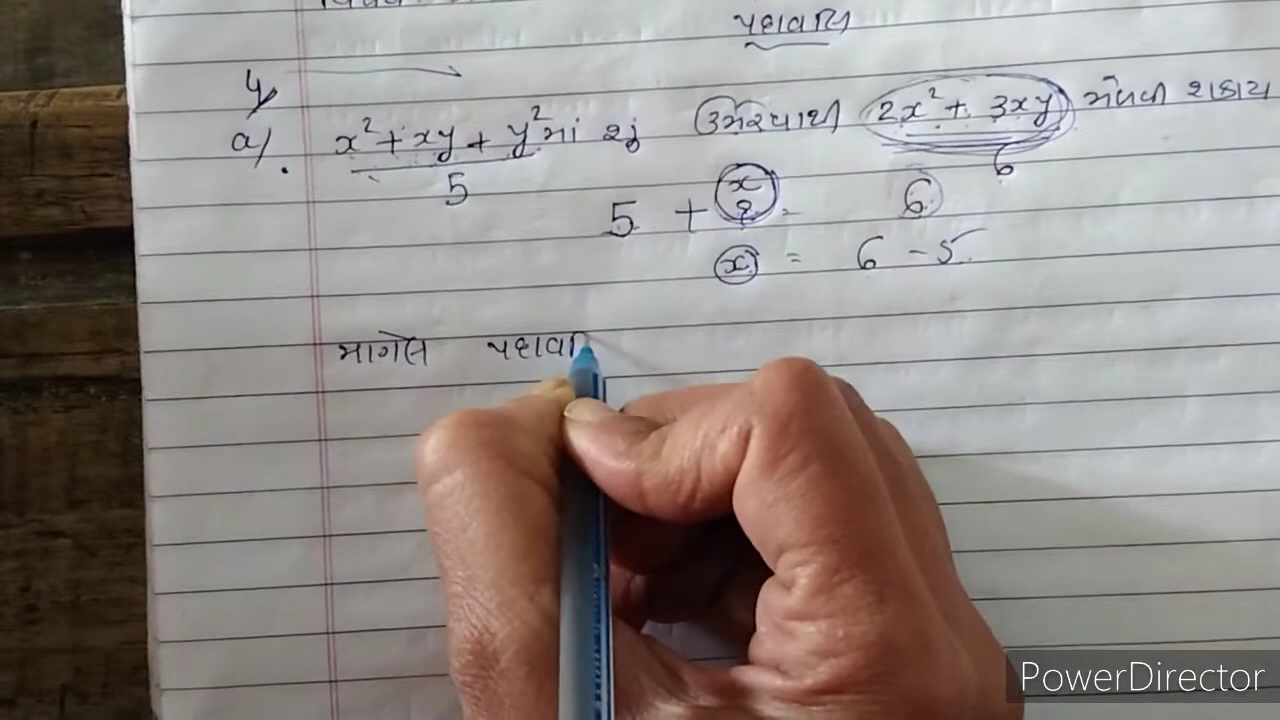 પદાવલિ
4
a). x² + xy + y² માં શું ઉમેરવાથી 2x² + 3xy મેળવી શકાય
5 6
5 + x = 6
?
x = 6 - 5
માગેલ પદાવ
PowerDirector